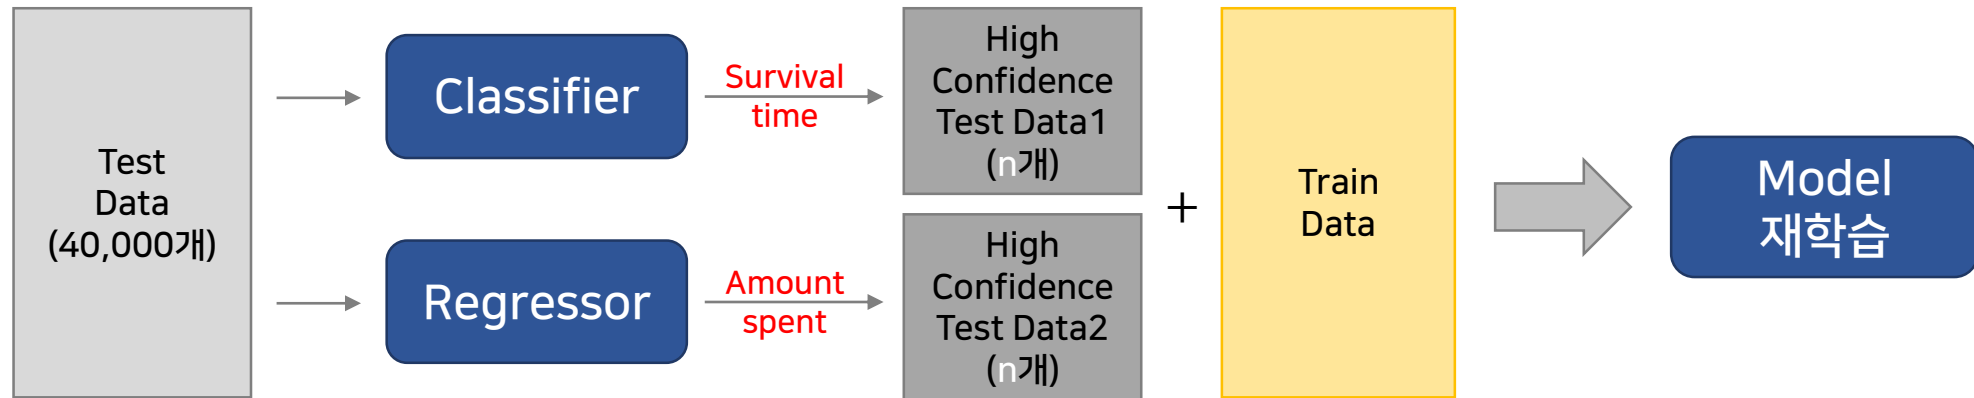 Test
Data
(40,000개)
Classifier
Survival
time
High
Confidence
Test Data1
(n개)
Regressor
Amount
spent
High
Confidence
Test Data2
(n개)
+
Train
Data
Model
재학습